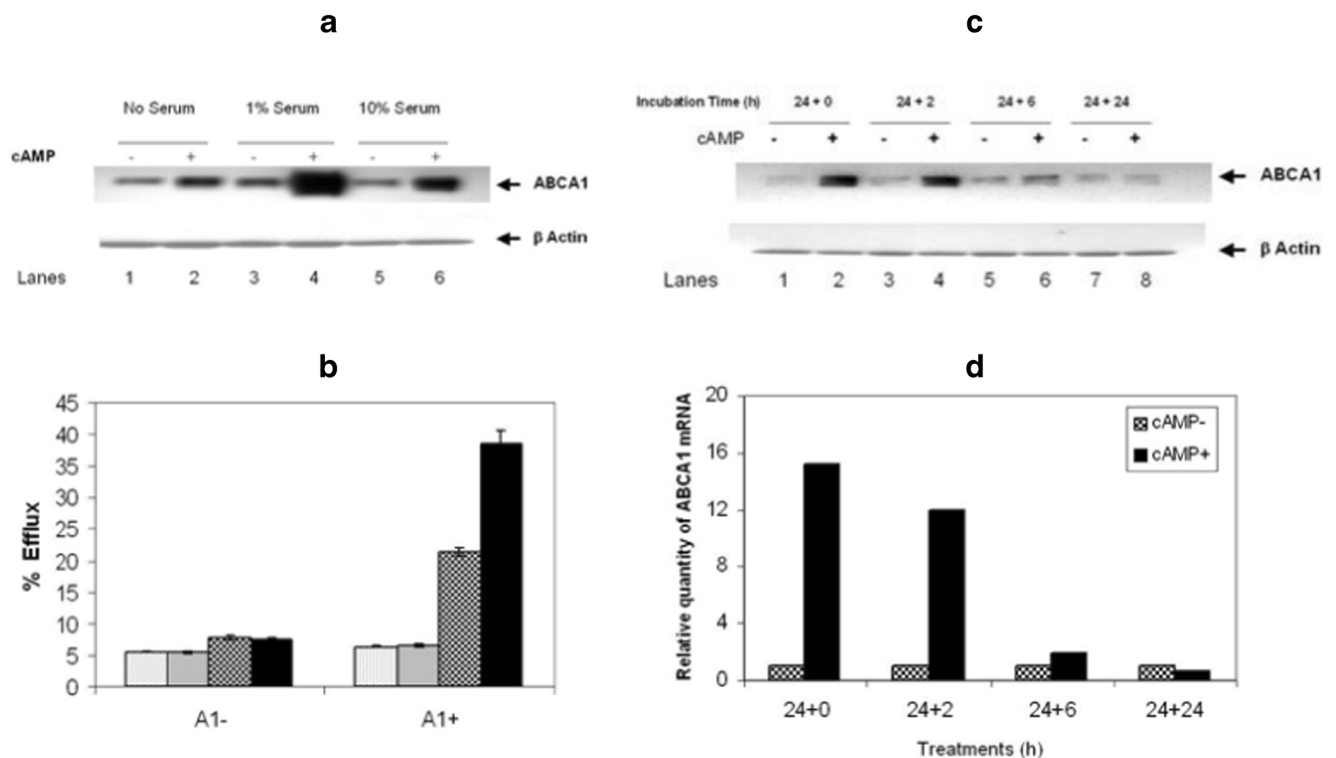 a
No Serum 1% Serum 10% Serum
cAMP - + - + - +
ABCA1
β Actin
Lanes 1 2 3 4 5 6
c
Incubation Time (h) 24 + 0 24 + 2 24 + 6 24 + 24
cAMP - + - + - + - +
ABCA1
β Actin
Lanes 1 2 3 4 5 6 7 8
b
% Efflux
45
40
35
30
25
20
15
10
5
0
A1- A1+
d
Relative quantity of ABCA1 mRNA
20
16
12
8
4
0
cAMP-
cAMP+
24+0 24+2 24+6 24+24
Treatments (h)